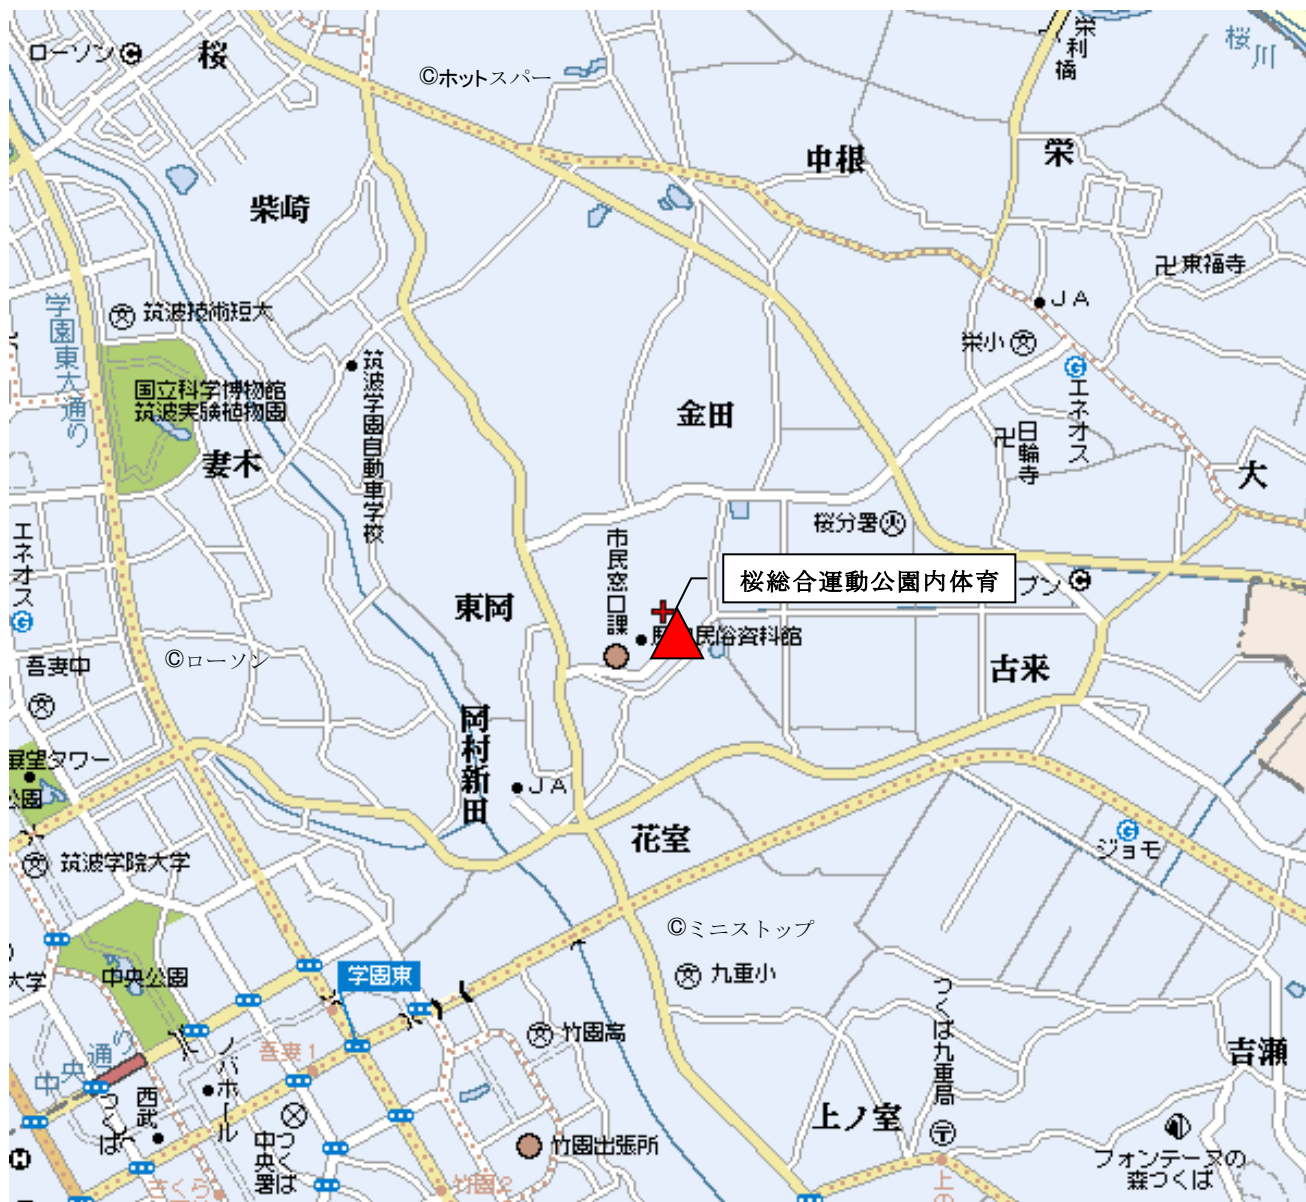 ローソン
桜
©ホットスパー
栄利橋
桜川
中根
栄
柴崎
卍東福寺
学園東大通り
筑波技術短大
JA
栄小
国立科学博物館
筑波実験植物園
筑波学園自動車学校
エネオス
金田
卍日輪寺
妻木
大
エネオス
市民窓口課
桜分署
桜総合運動公園内体育
ブン
東岡
民俗資料館
吾妻中
©ローソン
古来
岡村新田
展望タワー
公園
JA
花室
ジョモ
筑波学院大学
©ミニストップ
大学
中央公園
学園東
九重小
つくば九重局
竹園高
中央通り
吾妻1
ノバホール
吉瀬
つくば
西武
上ノ室
つくば中央署
竹園出張所
フォンテーヌの
森つくば
さくら
竹園2
上の